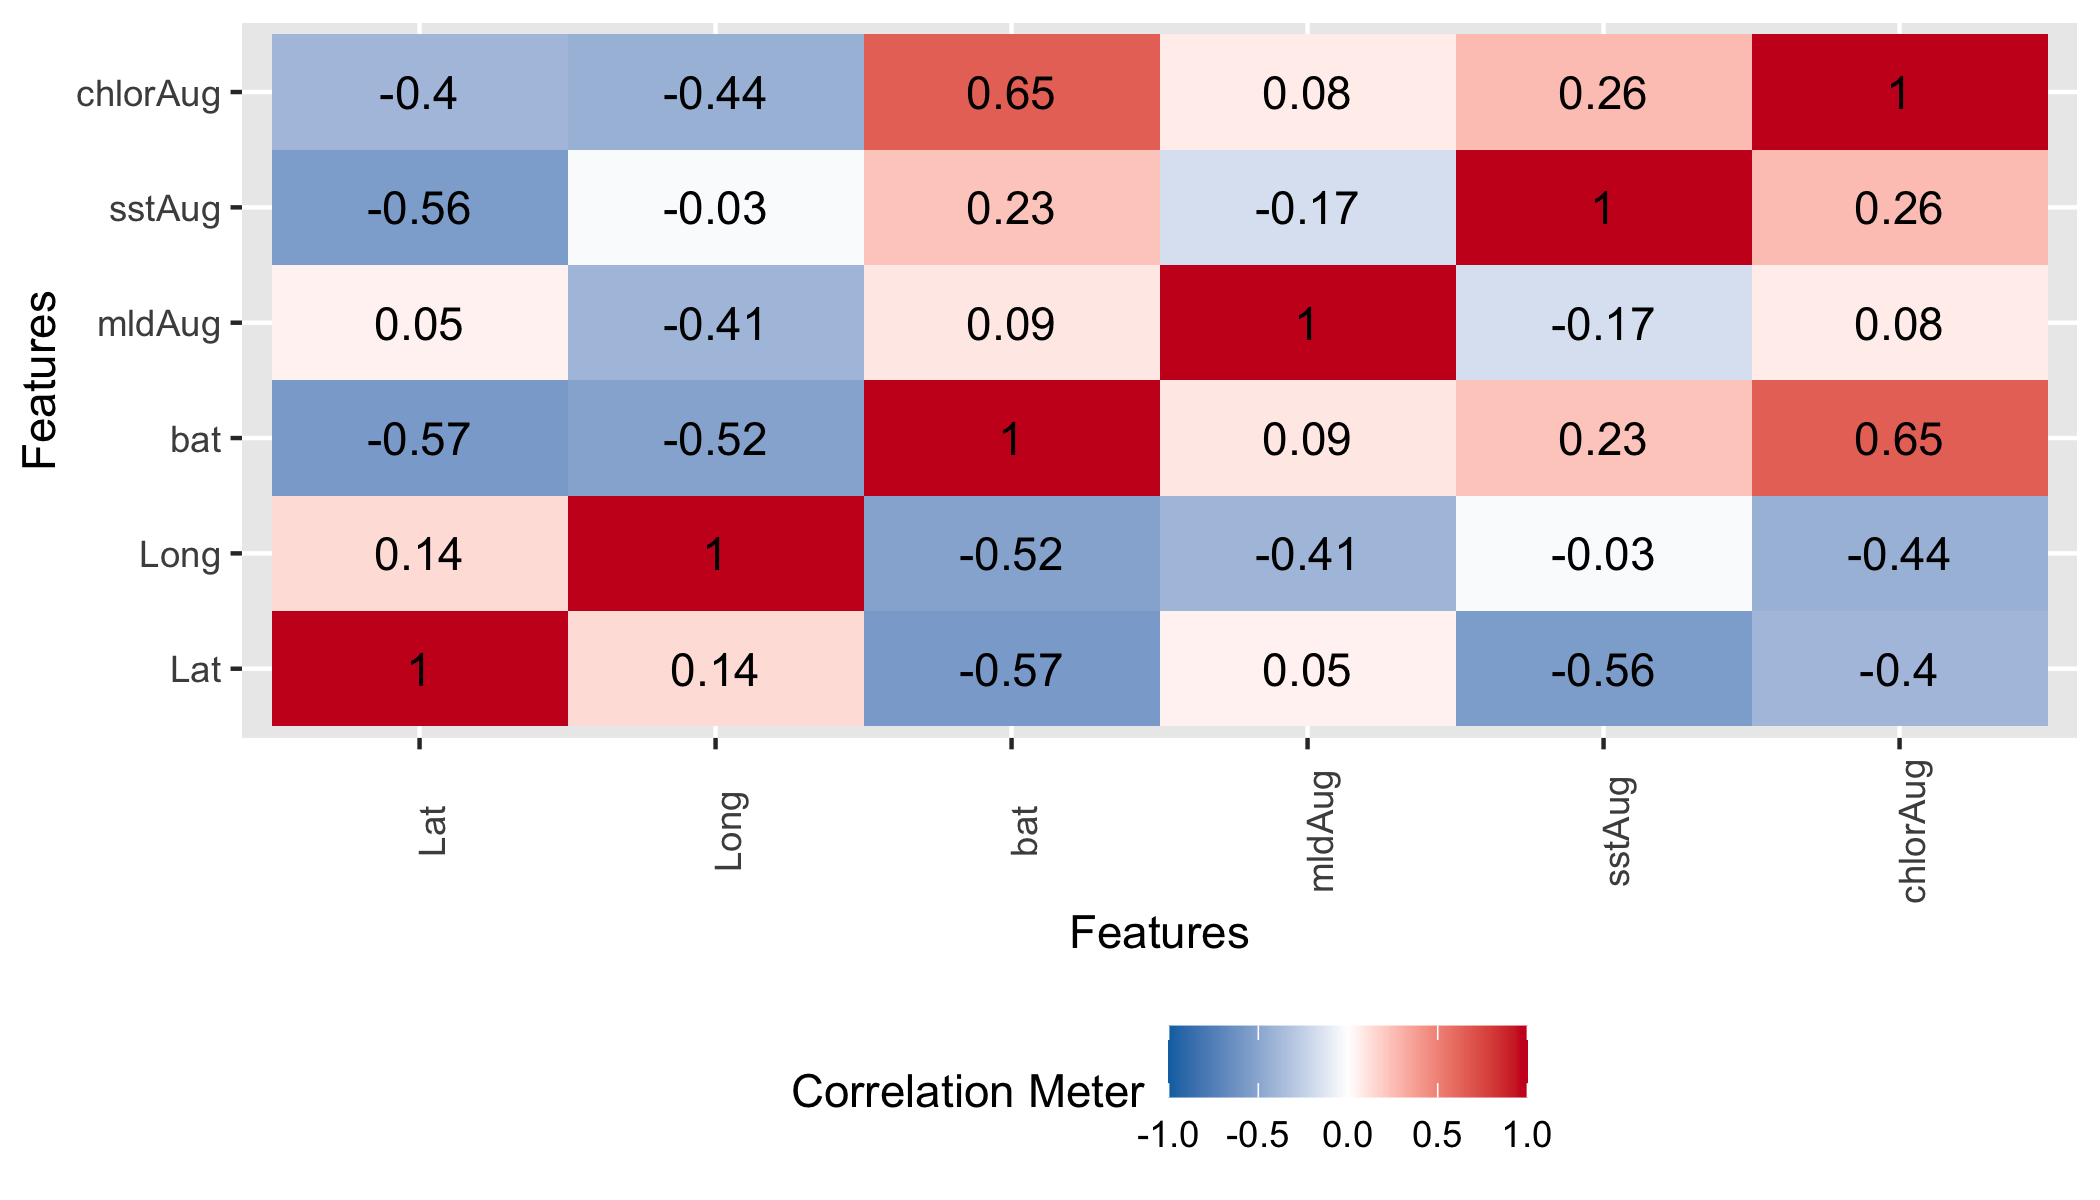 chlorAug -0.4 -0.44 0.65 0.08 0.26 1
sstAug -0.56 -0.03 0.23 -0.17 1 0.26
mldAug 0.05 -0.41 0.09 1 -0.17 0.08
bat -0.57 -0.52 1 0.09 0.23 0.65
Long 0.14 1 -0.52 -0.41 -0.03 -0.44
Lat 1 0.14 -0.57 0.05 -0.56 -0.4
Features
Lat Long bat mldAug sstAug chlorAug
Features
Correlation Meter
-1.0 -0.5 0.0 0.5 1.0